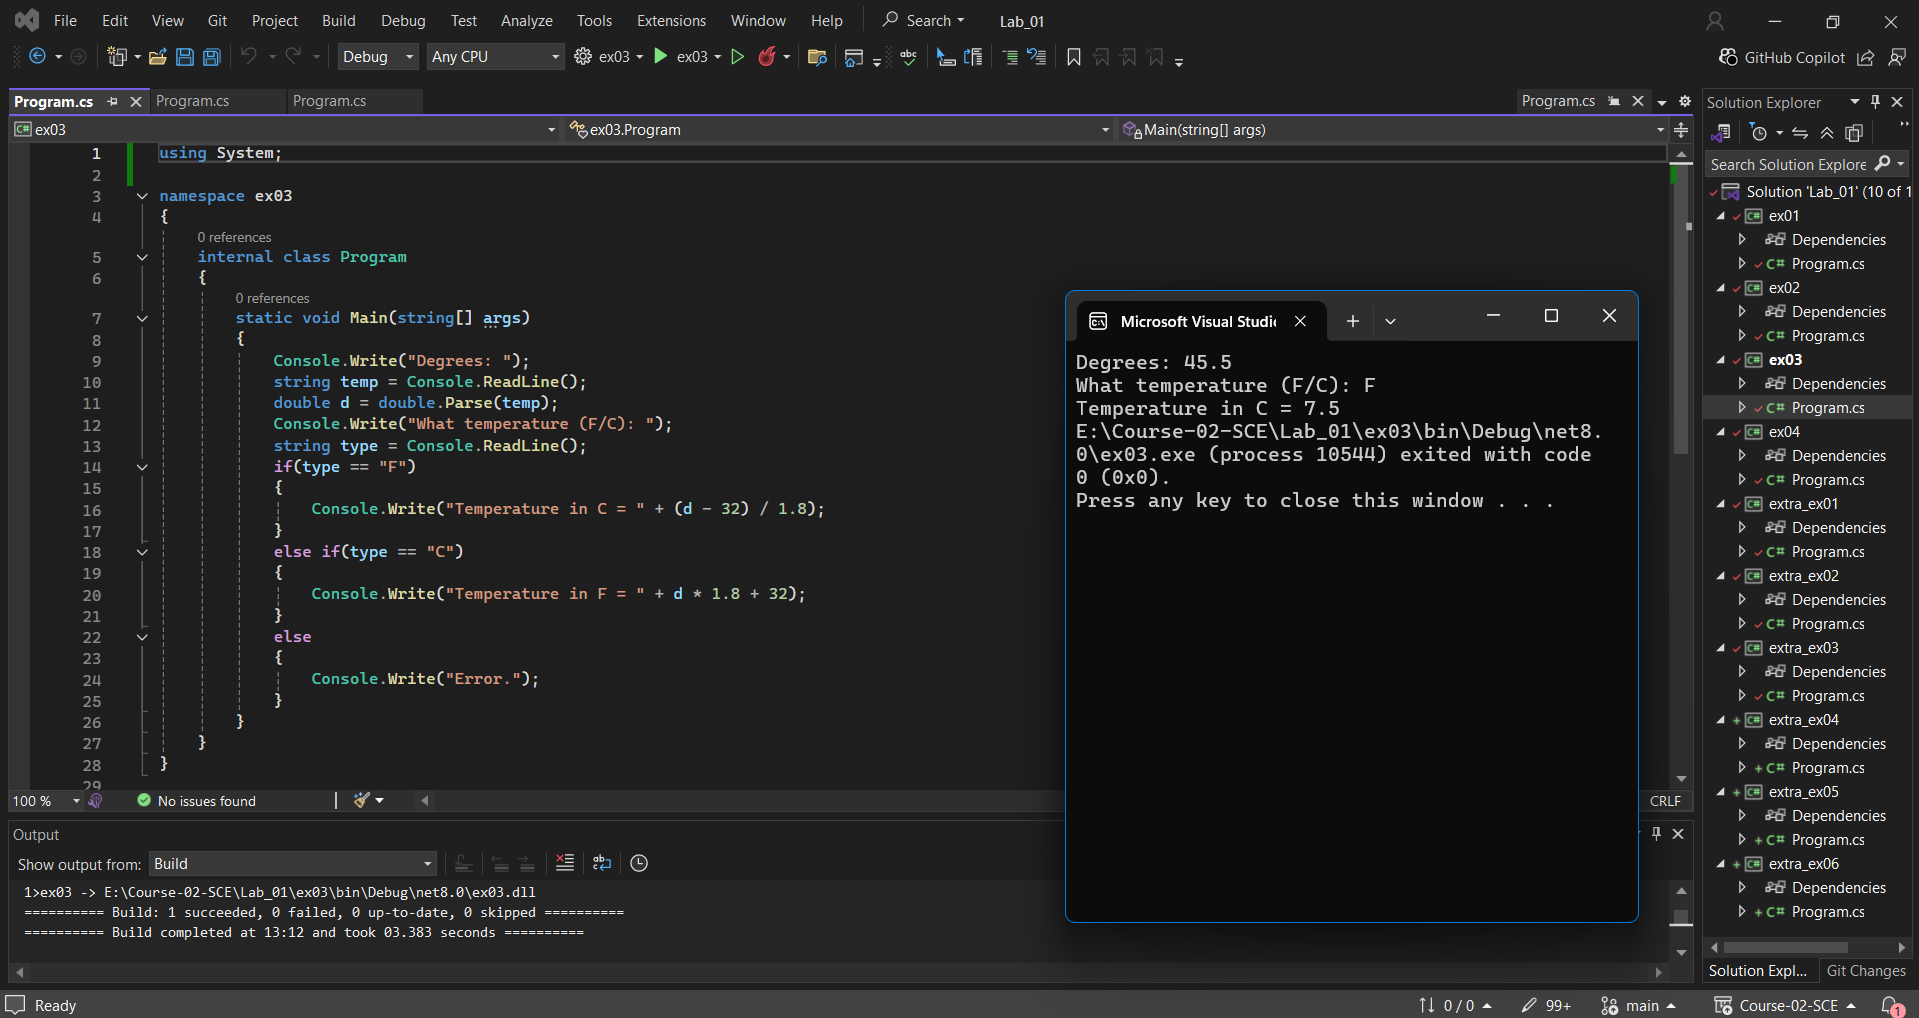 File Edit View Git Project Build Debug Test Analyze Tools Extensions Window Help Search Lab_01
Debug Any CPU ex03 ex03 GitHub Copilot
Program.cs Program.cs Program.cs Program.cs
ex03 ex03.Program Main(string[] args)
1 using System;
2
3 namespace ex03
4 {
0 references
5 internal class Program
6 {
0 references
7 static void Main(string[] args)
8 {
9 Console.Write("Degrees: ");
10 string temp = Console.ReadLine();
11 double d = double.Parse(temp);
12 Console.Write("What temperature (F/C): ");
13 string type = Console.ReadLine();
14 if(type == "F")
15 {
16 Console.Write("Temperature in C = " + (d - 32) / 1.8);
17 }
18 else if(type == "C")
19 {
20 Console.Write("Temperature in F = " + d * 1.8 + 32);
21 }
22 else
23 {
24 Console.Write("Error.");
25 }
26 }
27 }
28 }
29
100 % No issues found CRLF
Microsoft Visual Studi
Degrees: 45.5
What temperature (F/C): F
Temperature in C = 7.5
E:\Course-02-SCE\Lab_01\ex03\bin\Debug\net8.
0\ex03.exe (process 10544) exited with code
0 (0x0).
Press any key to close this window . . .
Output
Show output from: Build
1>ex03 -> E:\Course-02-SCE\Lab_01\ex03\bin\Debug\net8.0\ex03.dll
========== Build: 1 succeeded, 0 failed, 0 up-to-date, 0 skipped ==========
========== Build completed at 13:12 and took 03.383 seconds ==========
Solution Explorer
Search Solution Explore
Solution 'Lab_01' (10 of 1
C# ex01
Dependencies
C# Program.cs
C# ex02
Dependencies
C# Program.cs
C# ex03
Dependencies
C# Program.cs
C# ex04
Dependencies
C# Program.cs
C# extra_ex01
Dependencies
C# Program.cs
C# extra_ex02
Dependencies
C# Program.cs
C# extra_ex03
Dependencies
C# Program.cs
C# extra_ex04
Dependencies
C# Program.cs
C# extra_ex05
Dependencies
C# Program.cs
C# extra_ex06
Dependencies
C# Program.cs
Solution Expl... Git Changes
Ready 0 / 0 99+ main Course-02-SCE 1